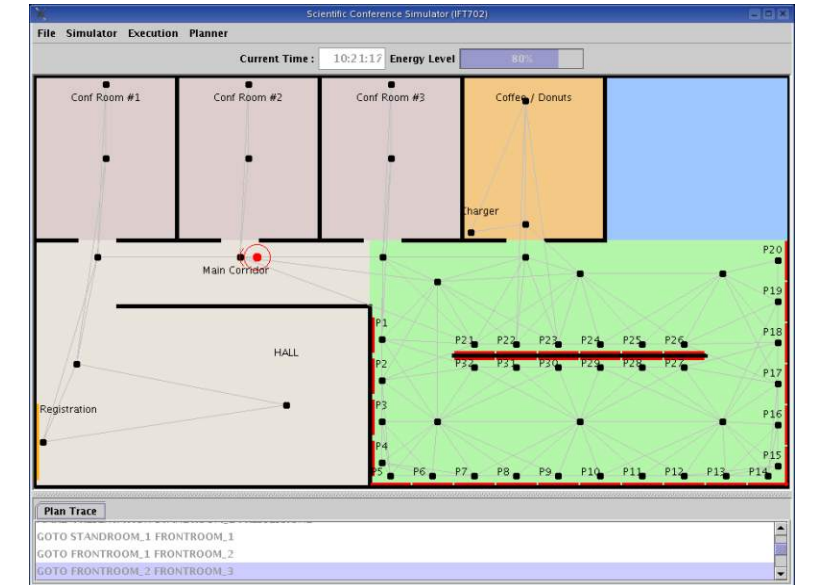 Scientific Conference Simulator (IFT702)
File Simulator Execution Planner
Current Time : 10:21:17 Energy Level 80%
Conf Room #1 Conf Room #2 Conf Room #3 Coffee / Donuts
Charger
P20
Main Corridor
P19
P1
P18
P21 P22 P23 P24 P25 P26
HALL
P2 P32 P31 P30 P29 P28 P27
P17
Registration
P3
P16
P4
P15
P5 P6 P7 P8 P9 P10 P11 P12 P13 P14
Plan Trace
GOTO STANDROOM_1 FRONTROOM_1
GOTO FRONTROOM_1 FRONTROOM_2
GOTO FRONTROOM_2 FRONTROOM_3